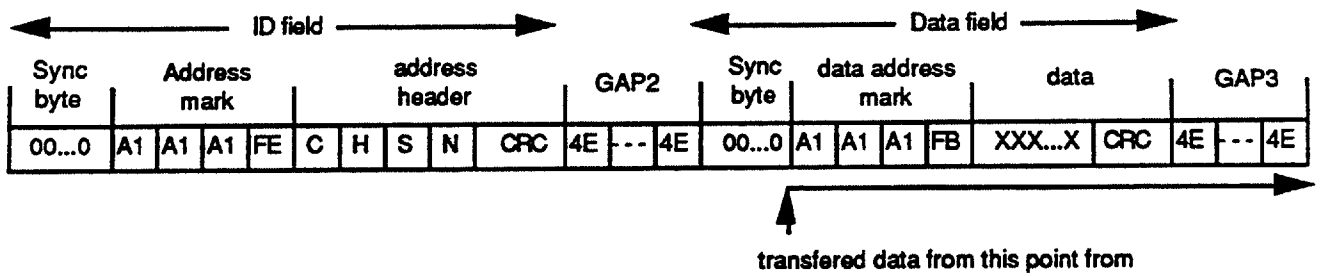 ID field Data field
Sync Address address GAP2 Sync data address data GAP3
byte mark header byte mark
00...0 A1 A1 A1 FE C H S N CRC 4E --- 4E 00...0 A1 A1 A1 FB XXX...X CRC 4E --- 4E
transfered data from this point from